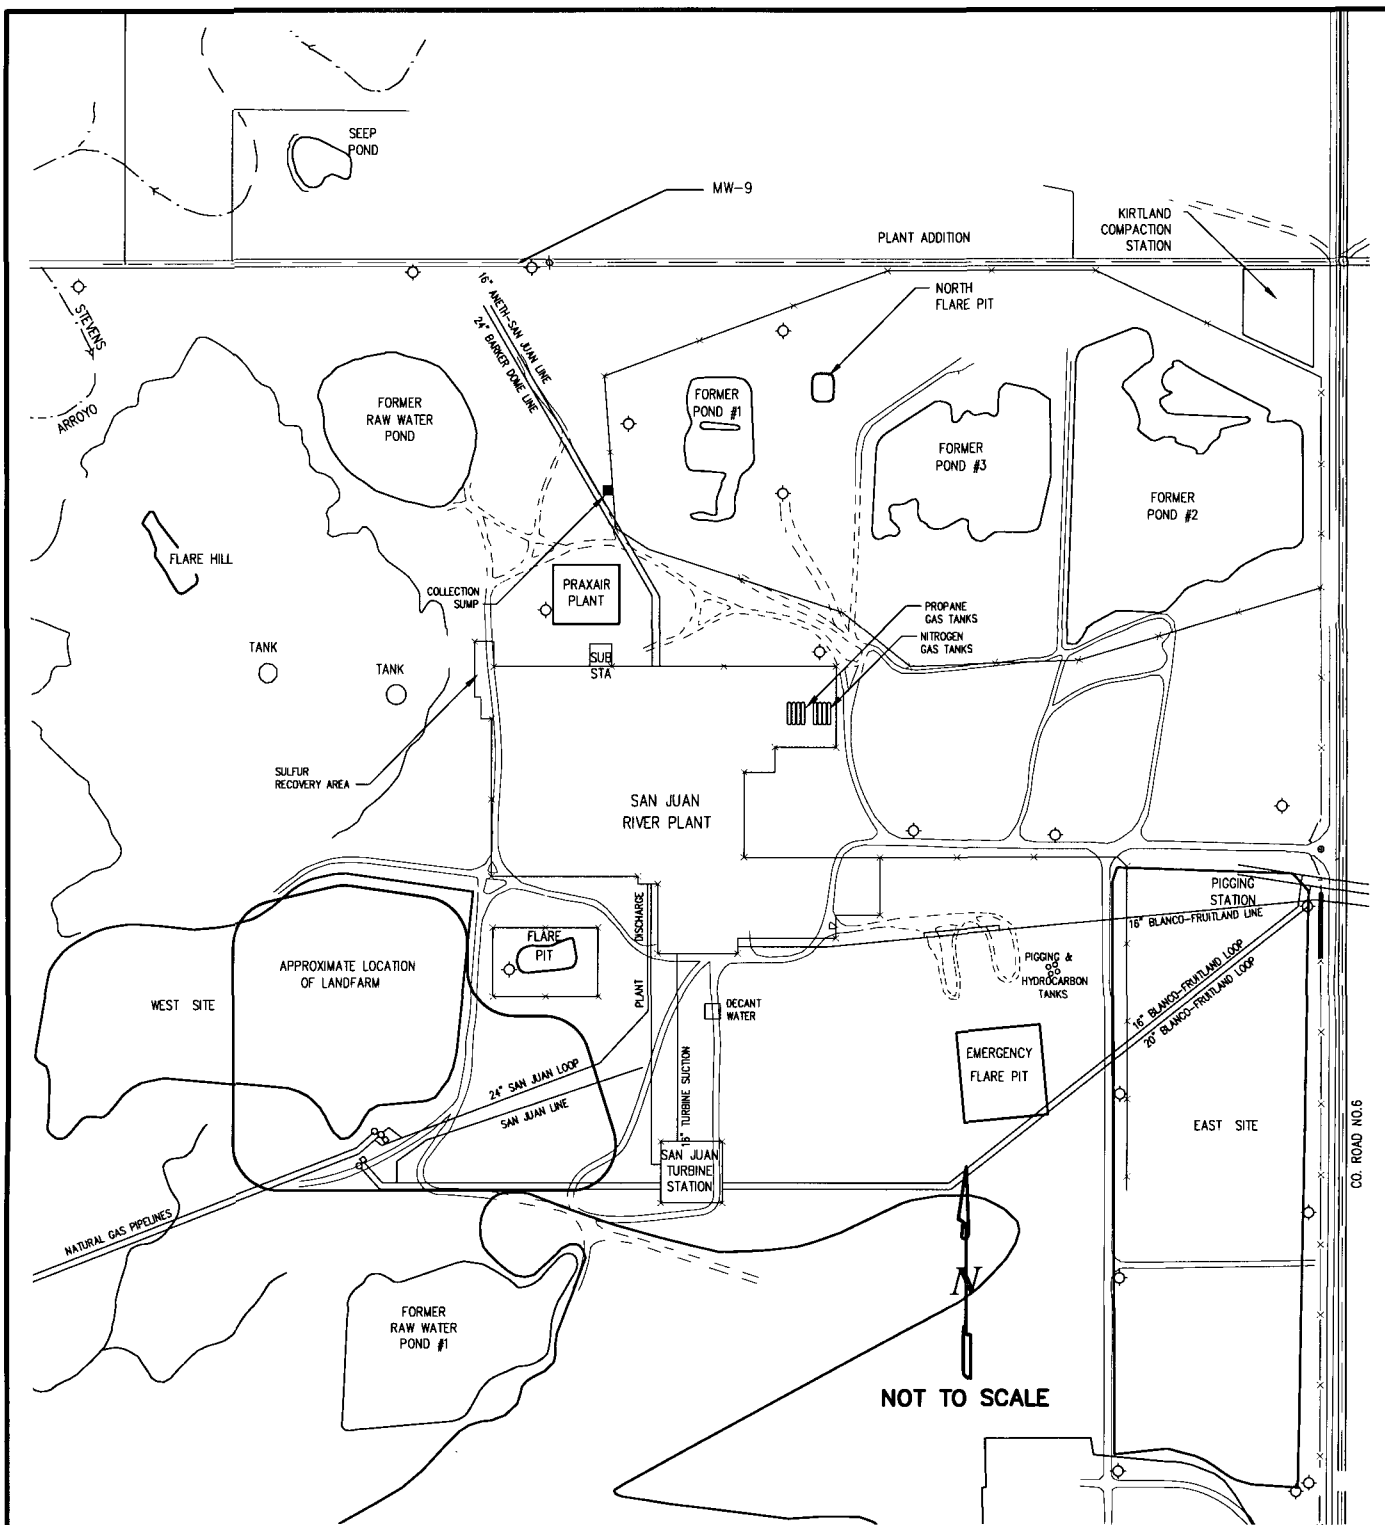 SEEP
POND
MW-9
KIRTLAND
COMPACTION
STATION
PLANT ADDITION
STEVENS
ARROYO
16" ANETH-SAN JUAN LINE
24" BARKER DOME LINE
NORTH
FLARE PIT
FORMER
RAW WATER
POND
FORMER
POND #1
FORMER
POND #3
FORMER
POND #2
FLARE HILL
COLLECTION
SUMP
PRAXAIR
PLANT
PROPANE
GAS TANKS
NITROGEN
GAS TANKS
TANK
TANK
SUB
STA
SULFUR
RECOVERY AREA
SAN JUAN
RIVER PLANT
PIGGING
STATION
16" BLANCO-FRUITLAND LINE
DISCHARGE
PLANT
FLARE
PIT
APPROXIMATE LOCATION
OF LANDFARM
WEST SITE
PIGGING &
HYDROCARBON
TANKS
16" BLANCO-FRUITLAND LOOP
20" BLANCO-FRUITLAND LOOP
DECANT
WATER
EMERGENCY
FLARE PIT
24" SAN JUAN LOOP
SAN JUAN LINE
16" TURBINE SUCTION
EAST SITE
CO. ROAD NO.6
SAN JUAN
TURBINE
STATION
NATURAL GAS PIPELINES
N
FORMER
RAW WATER
POND #1
NOT TO SCALE